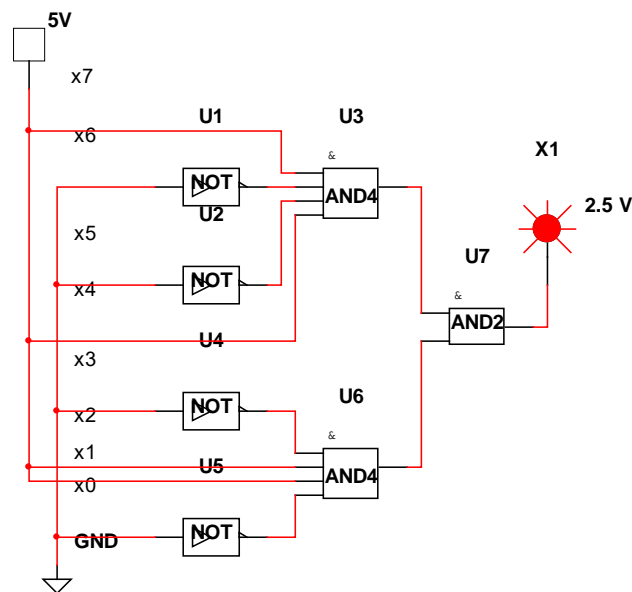 5V
x7
U1
U3
x6
&
X1
NOT
AND4
2.5 V
U2
x5
U7
NOT
x4
&
AND2
U4
x3
U6
NOT
x2
&
x1
U5
AND4
x0
NOT
GND